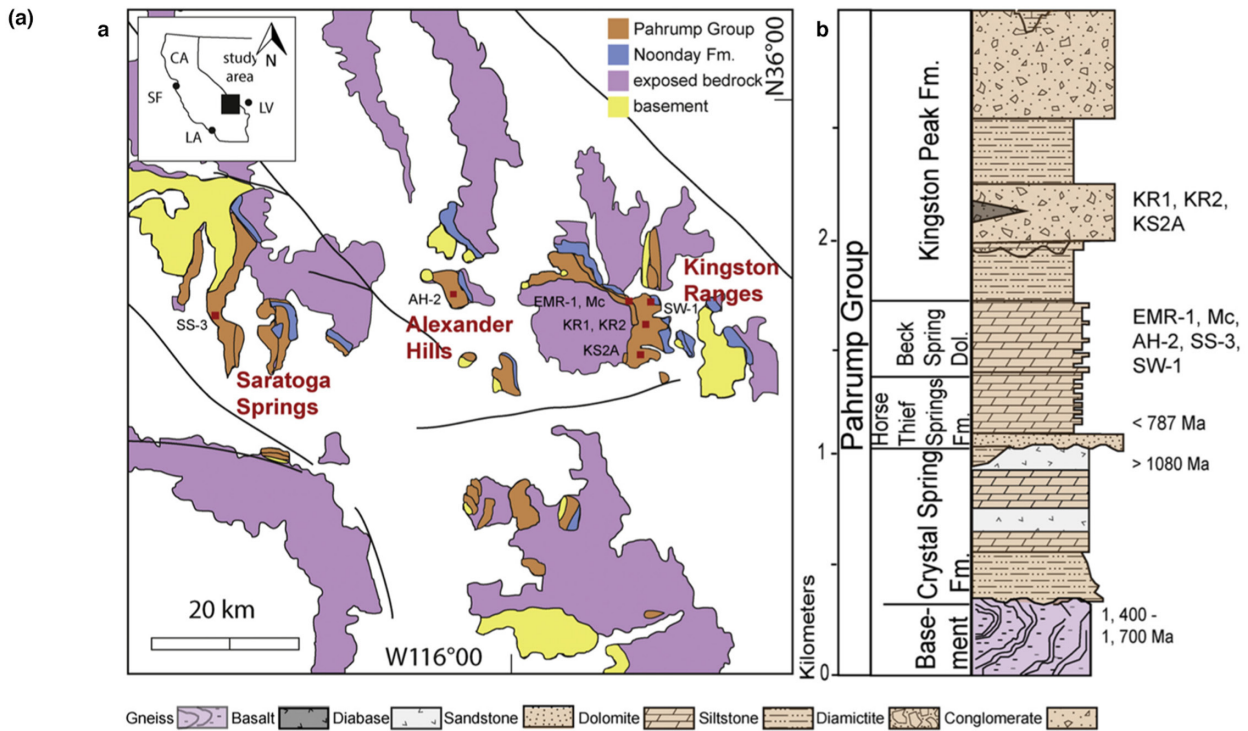 (a)
a
CA
study
area
N
SF
LV
LA
Pahrump Group
Noonday Fm.
exposed bedrock
basement
N36°00
AH-2
SS-3
Alexander
Hills
Saratoga
Springs
EMR-1, Mc
KR1, KR2
KS2A
SW-1
Kingston
Ranges
20 km
W116°00
b
Kilometers
2
1
0
Pahrump Group
Kingston Peak Fm.
Beck
Spring
Dol.
Horse
Thief
Springs
Fm.
Crystal Spring
Fm.
Base-
ment
KR1, KR2,
KS2A
EMR-1, Mc,
AH-2, SS-3,
SW-1
< 787 Ma
> 1080 Ma
1, 400 -
1, 700 Ma
Gneiss Basalt Diabase Sandstone Dolomite Siltstone Diamictite Conglomerate